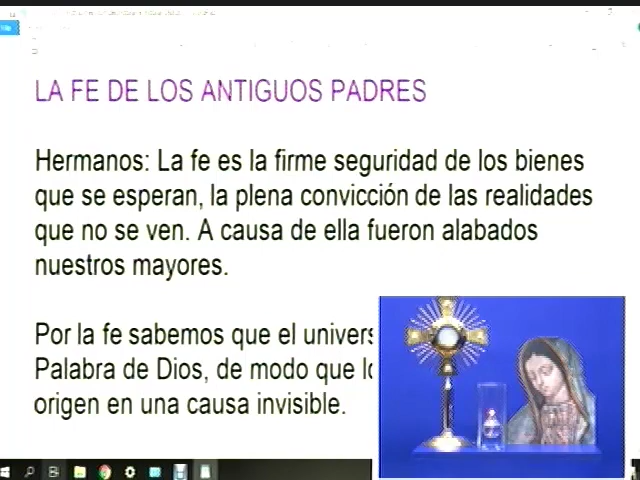 LA FE DE LOS ANTIGUOS PADRES
Hermanos: La fe es la firme seguridad de los bienes
que se esperan, la plena convicción de las realidades
que no se ven. A causa de ella fueron alabados
nuestros mayores.
Por la fe sabemos que el univers
Palabra de Dios, de modo que l
origen en una causa invisible.